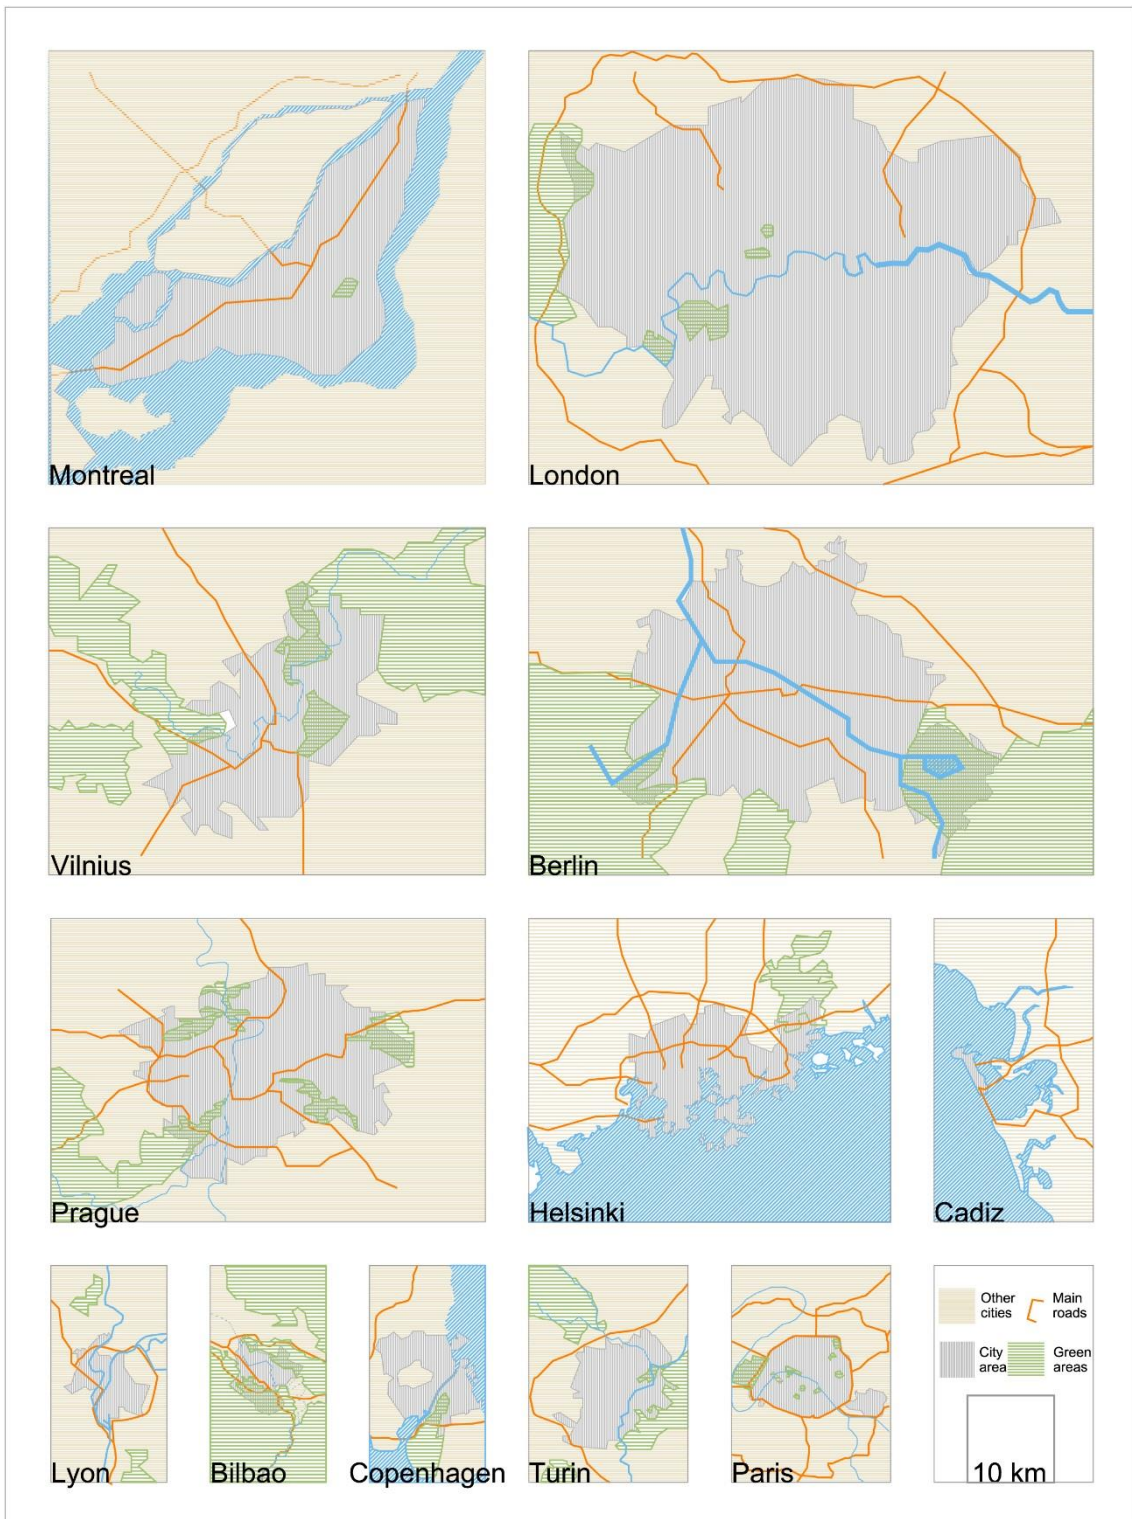 Montreal
London
Vilnius
Berlin
Prague
Helsinki
Cadiz
Lyon
Bilbao
Copenhagen
Turin
Paris
Other
cities
Main
roads
City
area
Green
areas
10 km